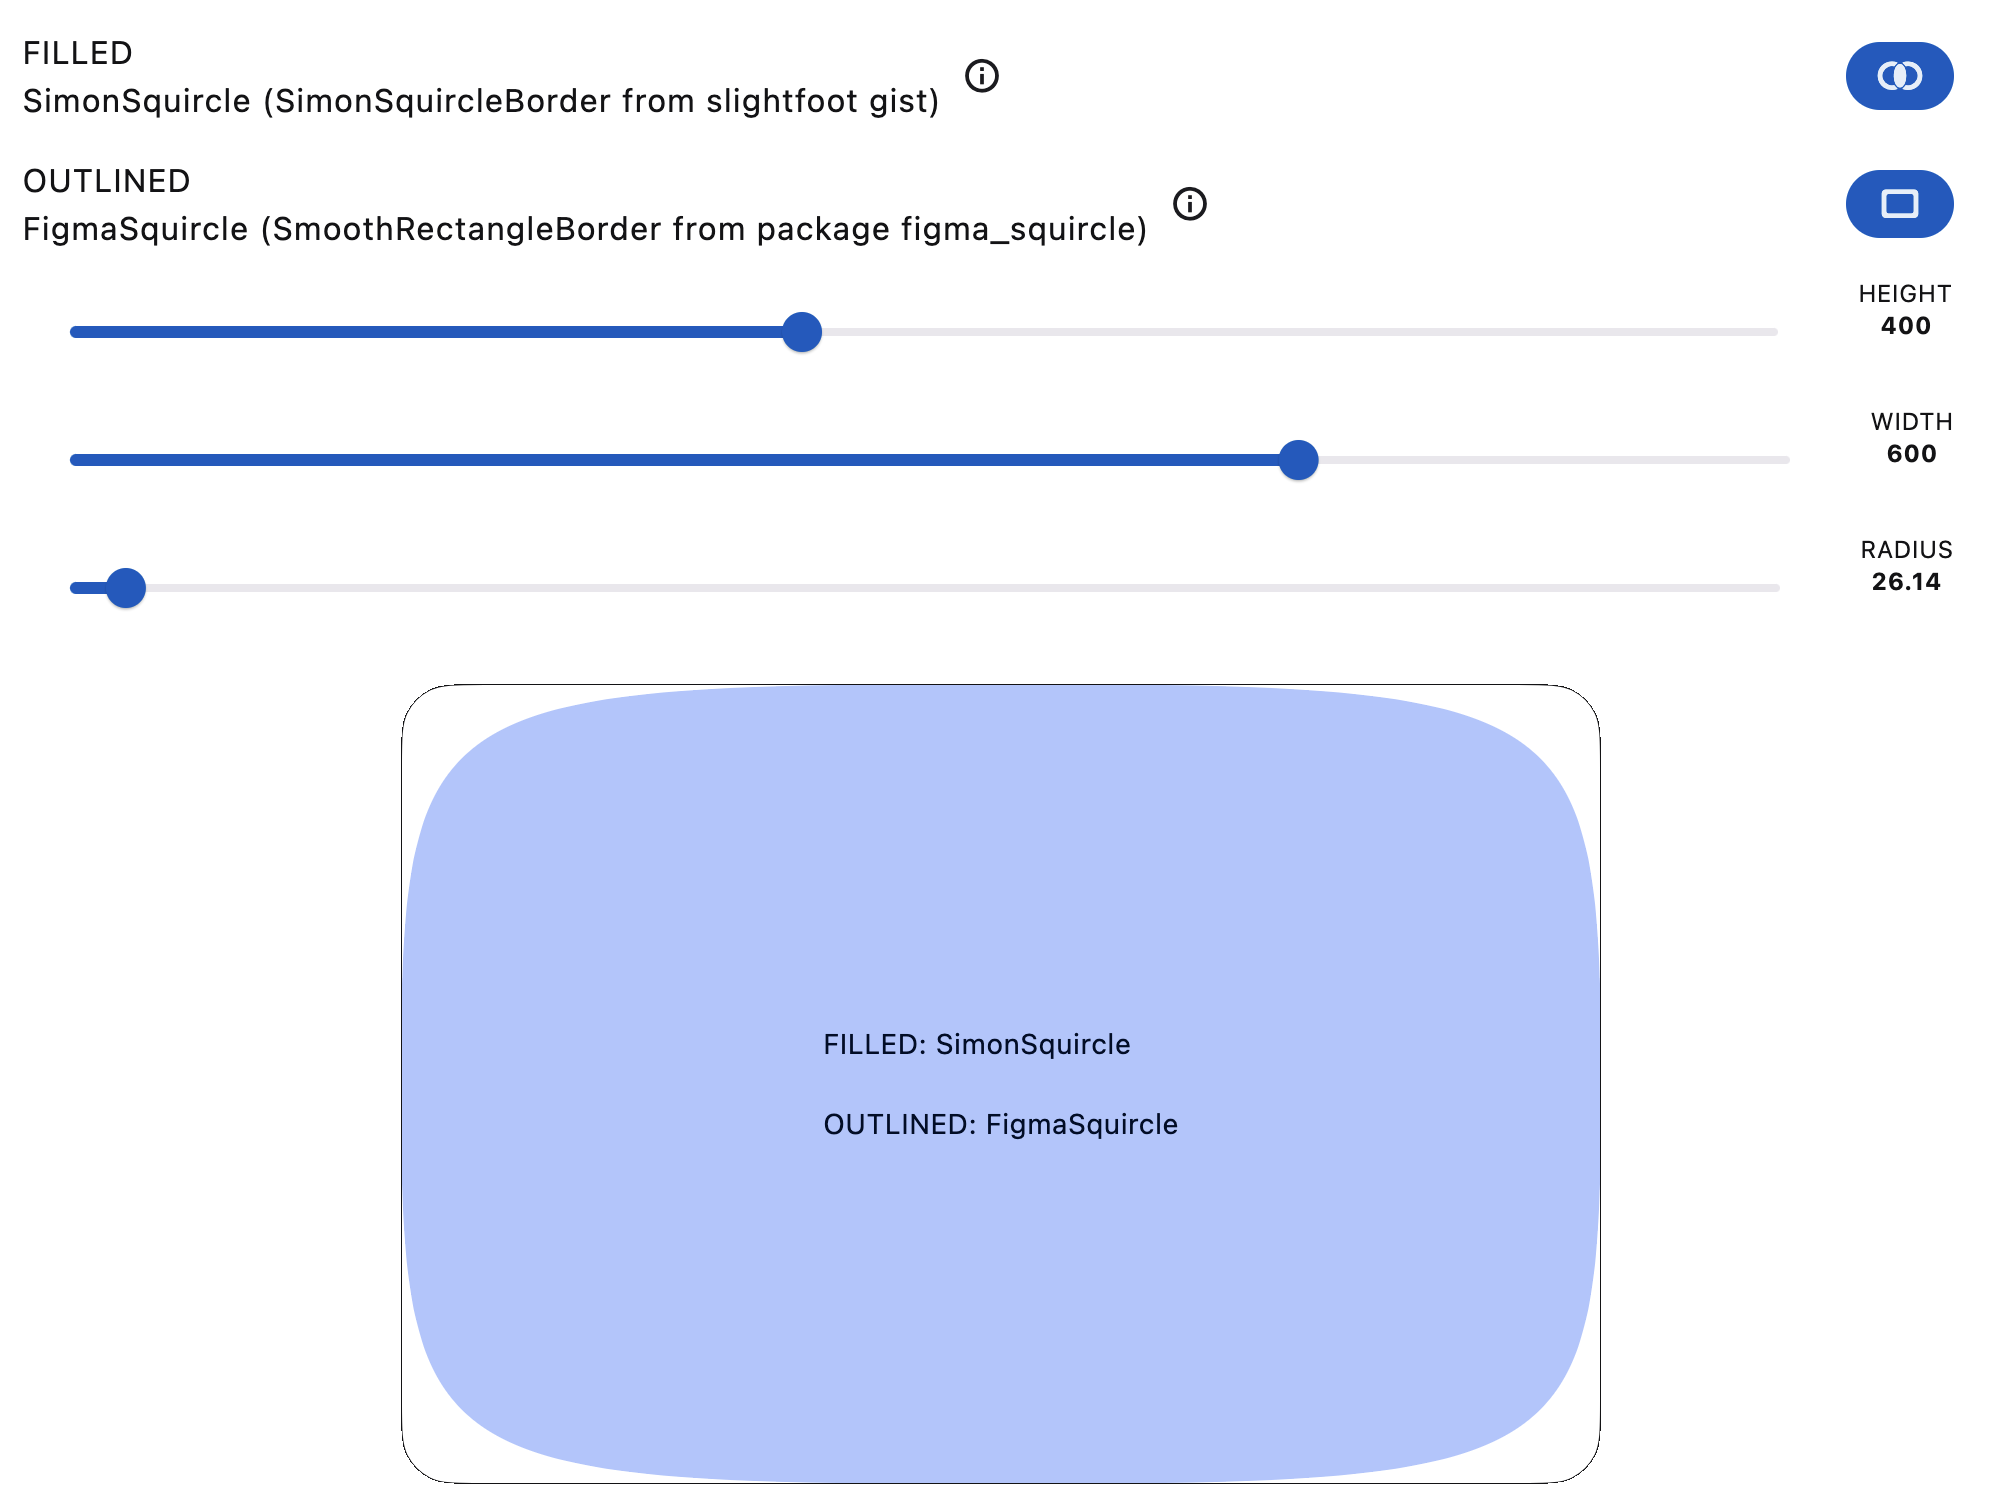 FILLED
SimonSquircle (SimonSquircleBorder from slightfoot gist)
OUTLINED
FigmaSquircle (SmoothRectangleBorder from package figma_squircle)
HEIGHT
400
WIDTH
600
RADIUS
26.14
FILLED: SimonSquircle
OUTLINED: FigmaSquircle